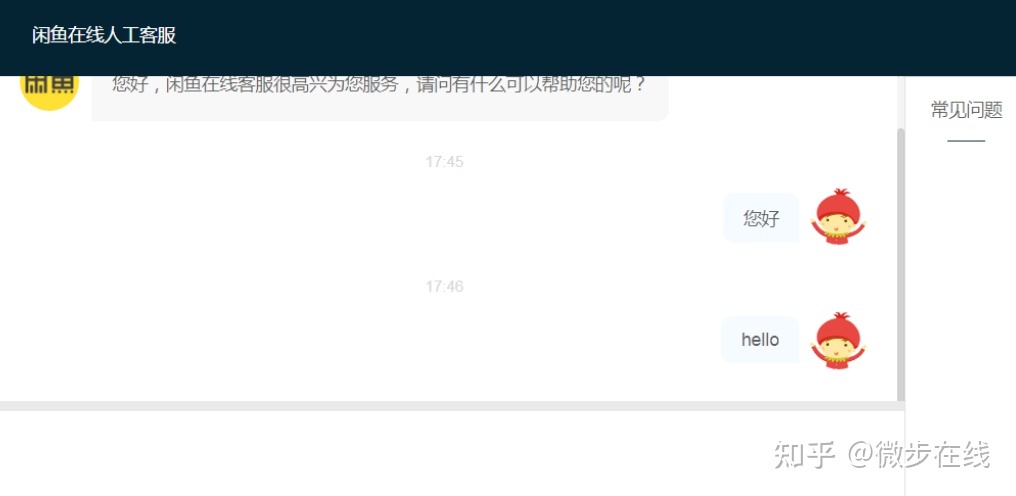 闲鱼在线人工客服
闲鱼
您好，闲鱼在线客服很高兴为您服务，请问有什么可以帮助您的呢？
常见问题
17:45
您好
17:46
hello
知乎 @微步在线